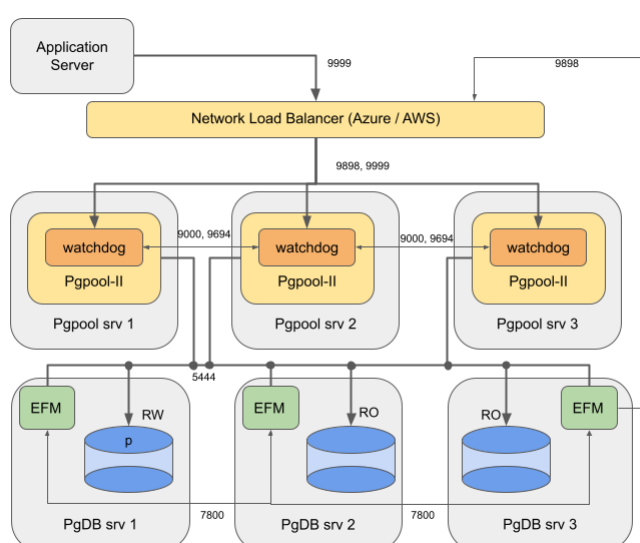 Application
Server
9999
9898
Network Load Balancer (Azure / AWS)
9898, 9999
watchdog
9000, 9694
watchdog
9000, 9694
watchdog
Pgpool-II
Pgpool-II
Pgpool-II
Pgpool srv 1
Pgpool srv 2
Pgpool srv 3
5444
EFM
RW
EFM
RO
RO
EFM
p
7800
7800
PgDB srv 1
PgDB srv 2
PgDB srv 3